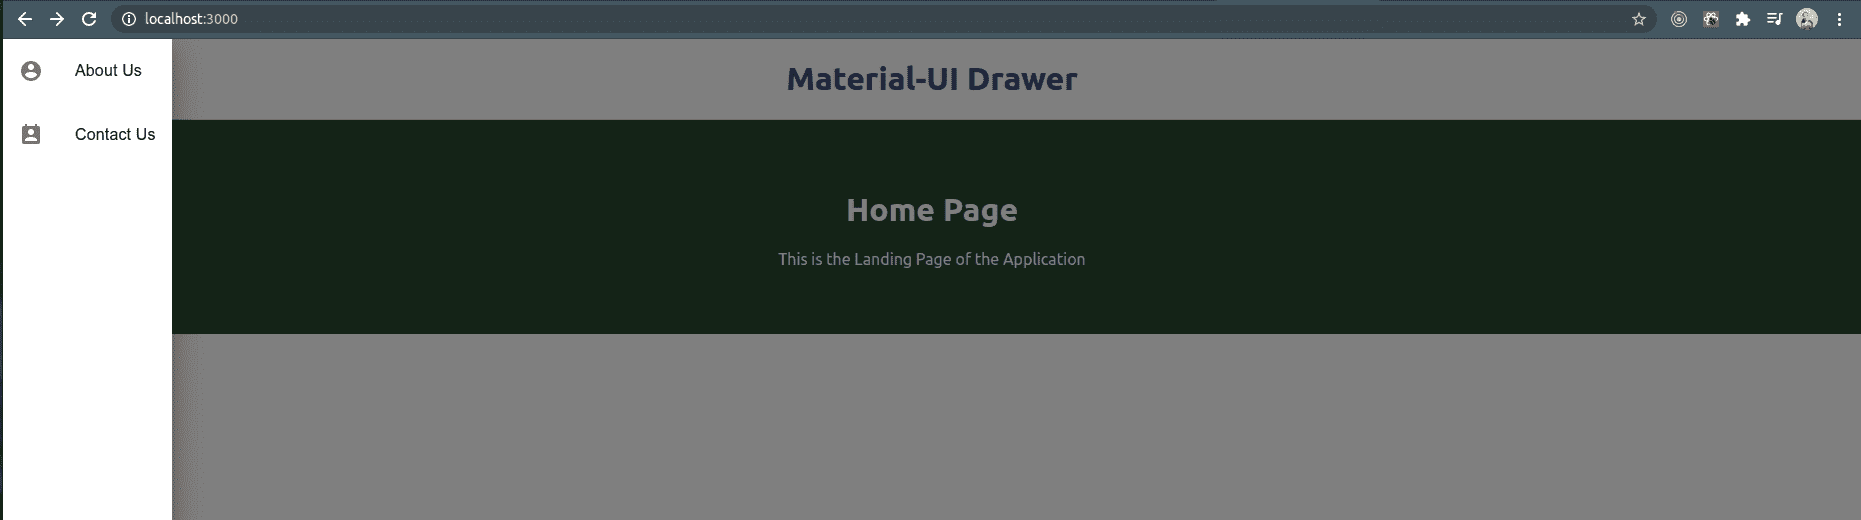 localhost:3000
About Us
Contact Us
Material-UI Drawer
Home Page
This is the Landing Page of the Application